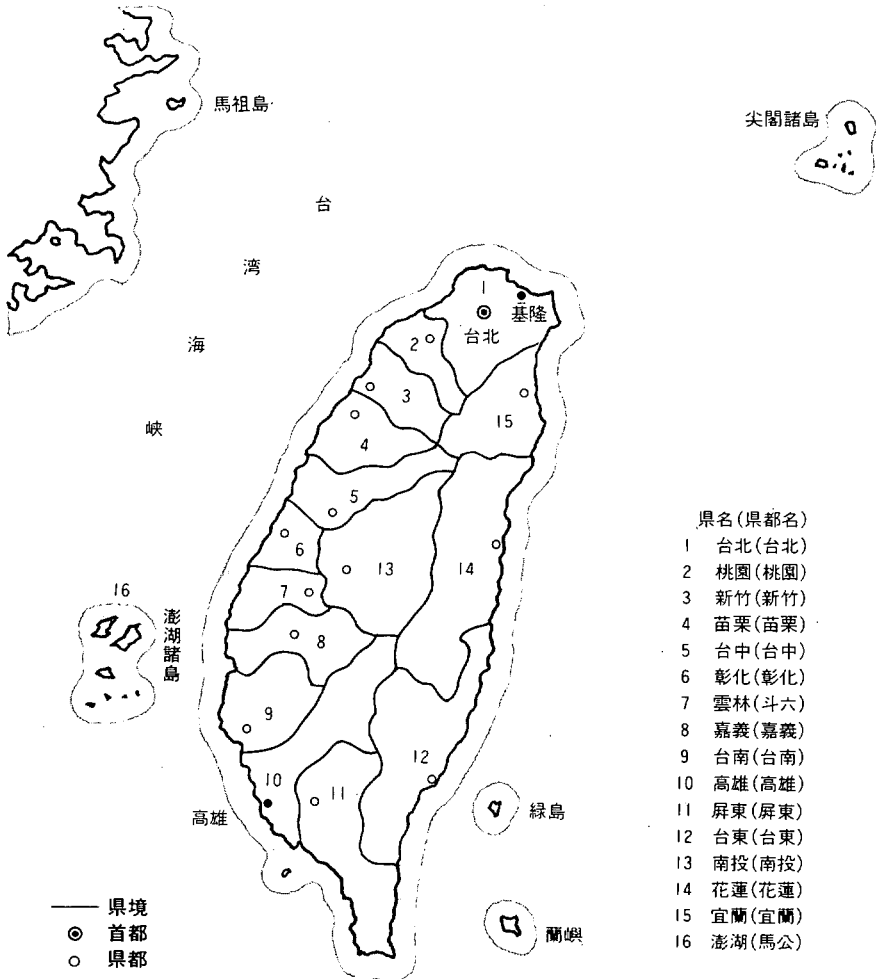 馬祖島
尖閣諸島
台湾海峡
1
基隆
台北
2
3
15
4
5
6
13
14
7
16
澎湖諸島
8
9
12
10
11
高雄
緑島
蘭嶼
県境
首都
県都
県名(県都名)
1 台北(台北)
2 桃園(桃園)
3 新竹(新竹)
4 苗栗(苗栗)
5 台中(台中)
6 彰化(彰化)
7 雲林(斗六)
8 嘉義(嘉義)
9 台南(台南)
10 高雄(高雄)
11 屏東(屏東)
12 台東(台東)
13 南投(南投)
14 花蓮(花蓮)
15 宜蘭(宜蘭)
16 澎湖(馬公)